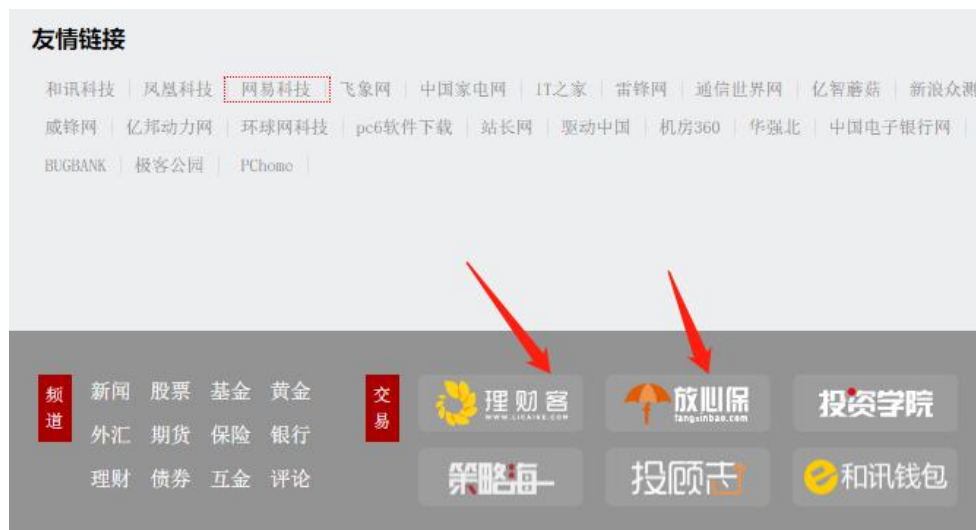 友情链接
和讯科技 凤凰科技 网易科技 飞象网 中国家电网 IT之家 雷锋网 通信世界网 亿智蘑菇 新浪众测
威锋网 亿邦动力网 环球网科技 pc6软件下载 站长网 驱动中国 机房360 华强北 中国电子银行网
BUGBANK 极客公园 PChome
频道
新闻 股票 基金 黄金
外汇 期货 保险 银行
理财 债券 互金 评论
交易
理财客 WWW.LICAIKE.COM
放心保 fangxinbao.com
投资学院
策略海
投顾志
和讯钱包